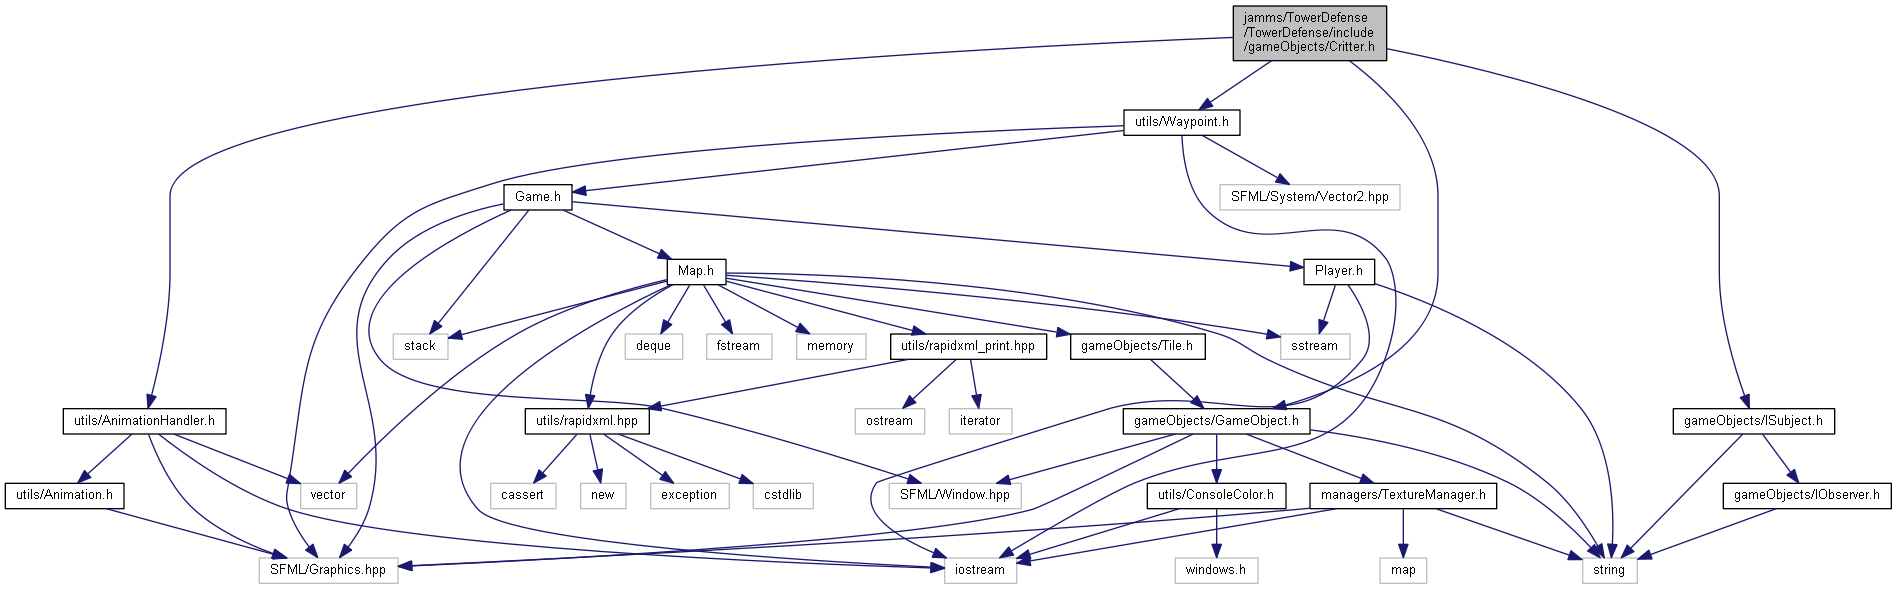 jamms/TowerDefense
/TowerDefense/include
/gameObjects/Critter.h
utils/Waypoint.h
Game.h
SFML/System/Vector2.hpp
Map.h
Player.h
stack
deque
fstream
memory
utils/rapidxml_print.hpp
gameObjects/Tile.h
sstream
utils/AnimationHandler.h
utils/rapidxml.hpp
ostream
iterator
gameObjects/GameObject.h
gameObjects/ISubject.h
utils/Animation.h
vector
cassert
new
exception
cstdlib
SFML/Window.hpp
utils/ConsoleColor.h
managers/TextureManager.h
gameObjects/IObserver.h
SFML/Graphics.hpp
iostream
windows.h
map
string